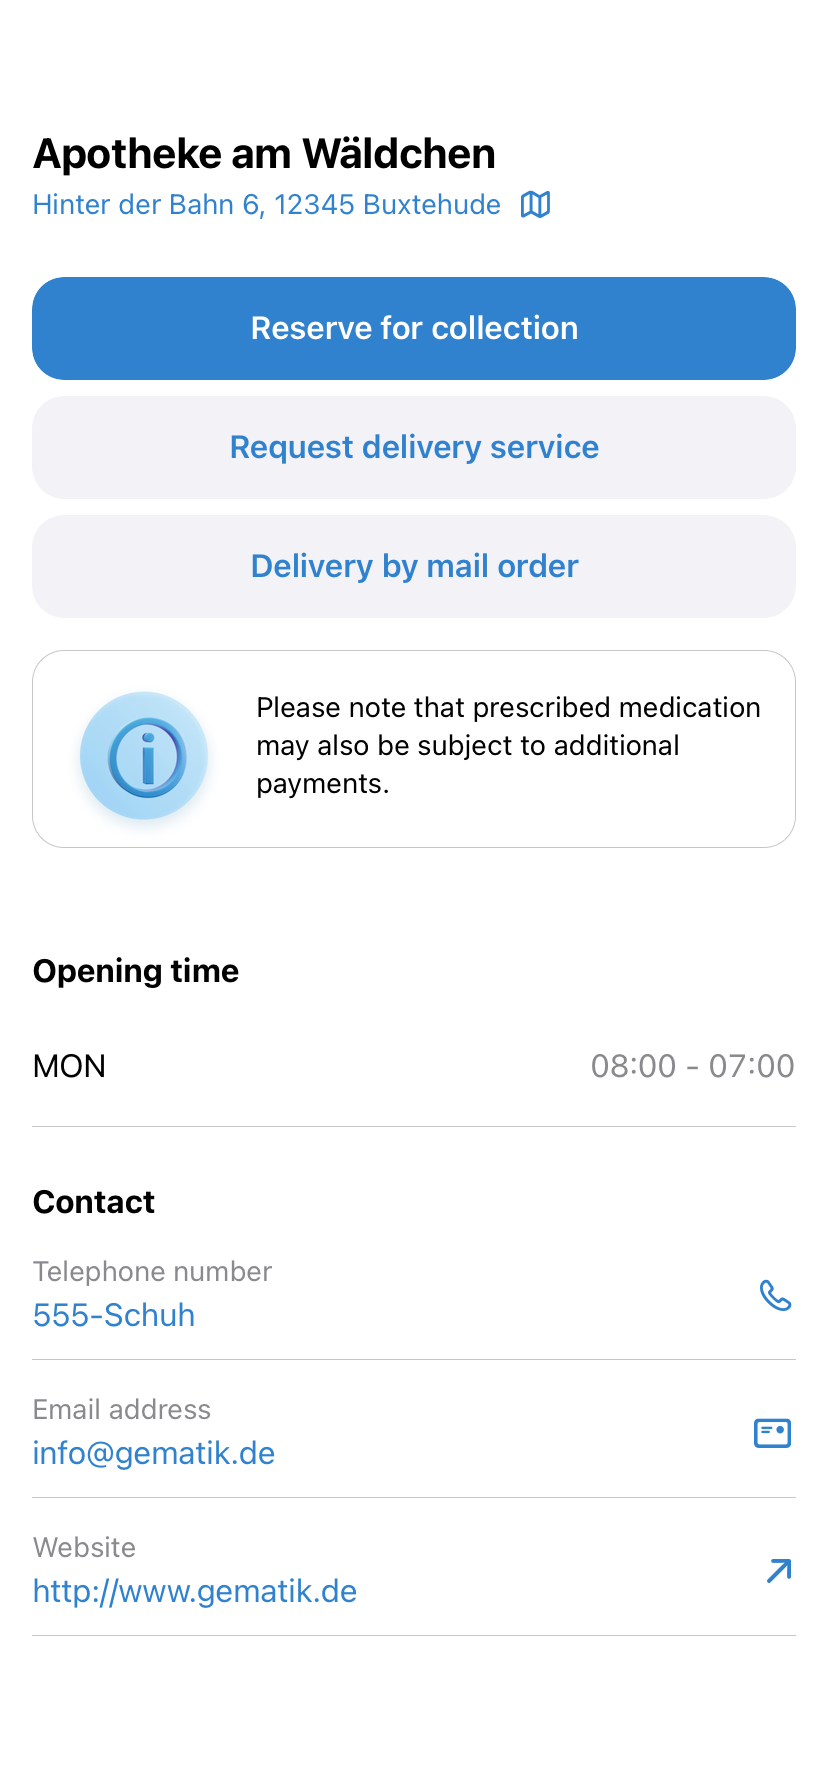 Apotheke am Wäldchen
Hinter der Bahn 6, 12345 Buxtehude
Reserve for collection
Request delivery service
Delivery by mail order
Please note that prescribed medication
may also be subject to additional
payments.
Opening time
MON 08:00 - 07:00
Contact
Telephone number
555-Schuh
Email address
info@gematik.de
Website
http://www.gematik.de